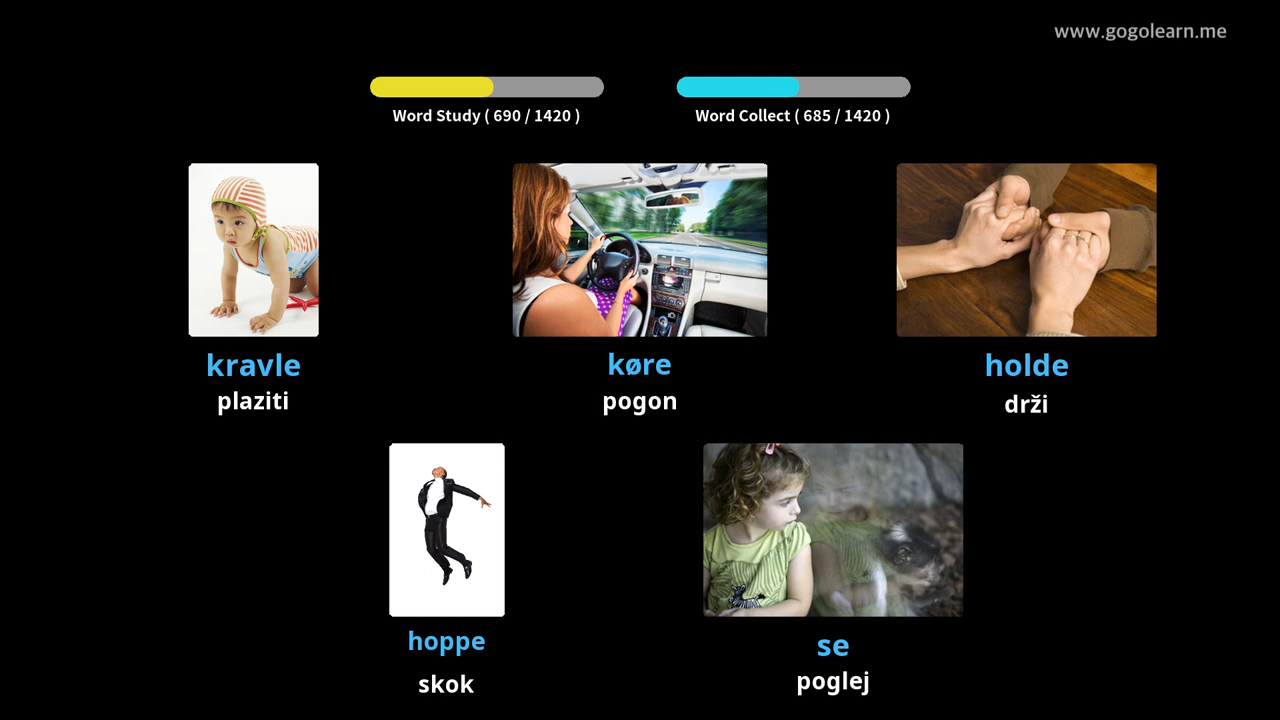 www.gogolearn.me
Word Study ( 690 / 1420 )
Word Collect ( 685 / 1420 )
kravle
plaziti
køre
pogon
holde
drži
hoppe
skok
se
poglej